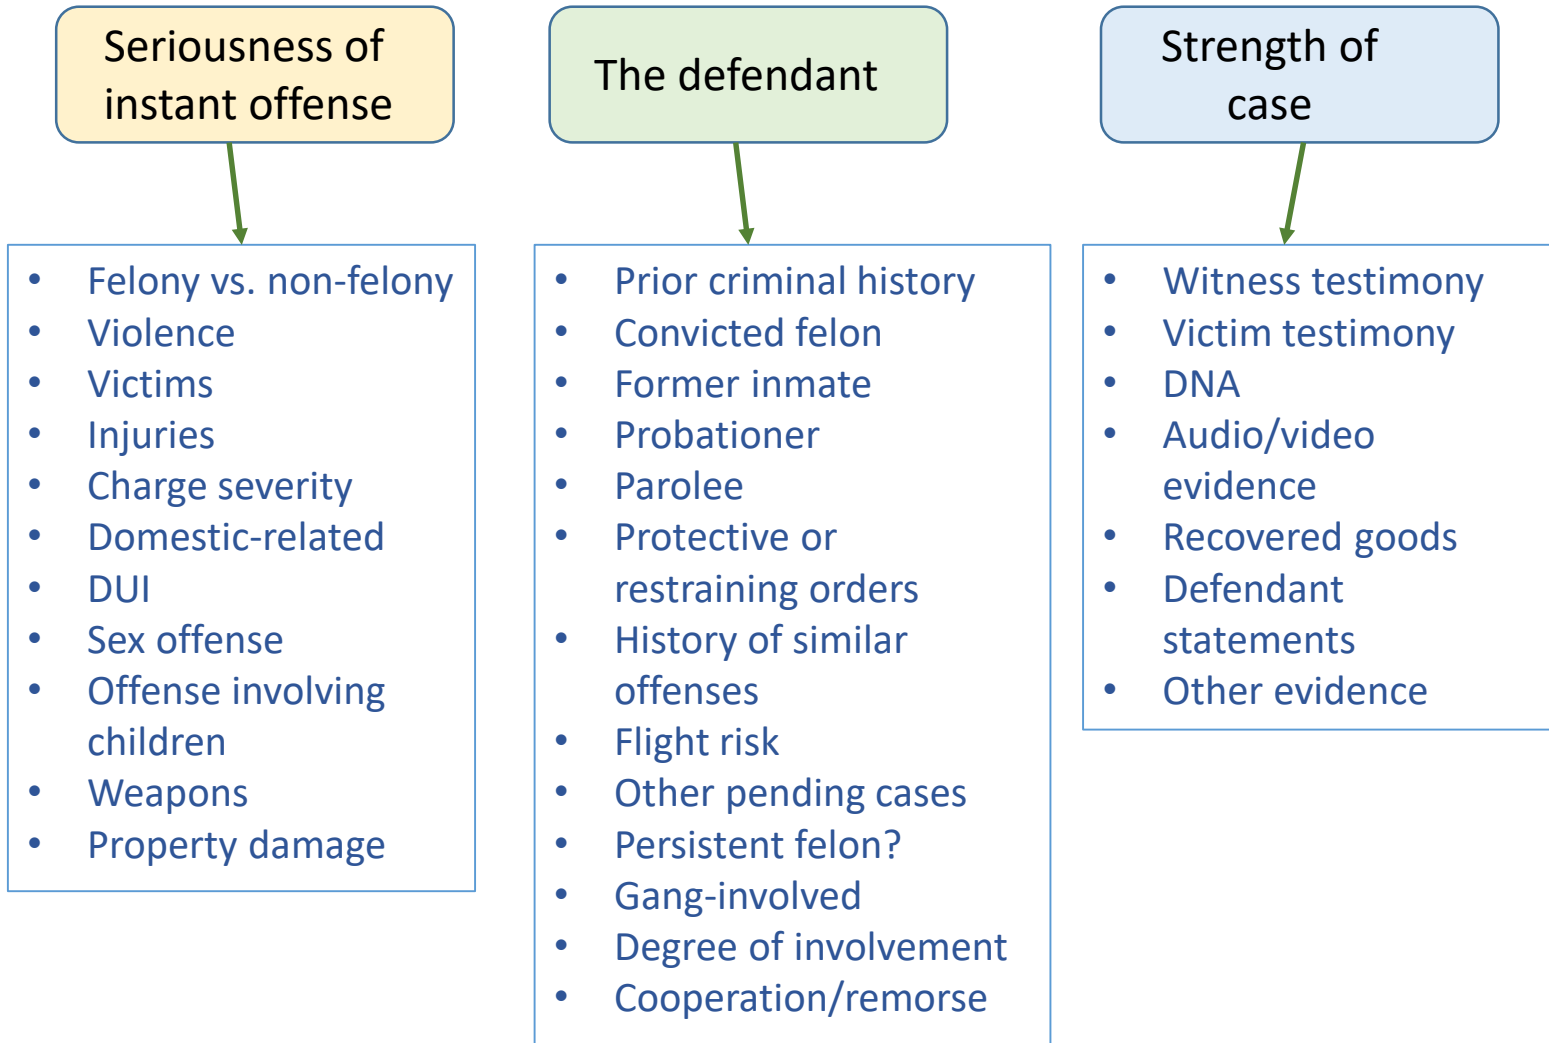 Seriousness of
instant offense
• Felony vs. non-felony
• Violence
• Victims
• Injuries
• Charge severity
• Domestic-related
• DUI
• Sex offense
• Offense involving
children
• Weapons
• Property damage
The defendant
• Prior criminal history
• Convicted felon
• Former inmate
• Probationer
• Parolee
• Protective or
restraining orders
• History of similar
offenses
• Flight risk
• Other pending cases
• Persistent felon?
• Gang-involved
• Degree of involvement
• Cooperation/remorse
Strength of
case
• Witness testimony
• Victim testimony
• DNA
• Audio/video
evidence
• Recovered goods
• Defendant
statements
• Other evidence